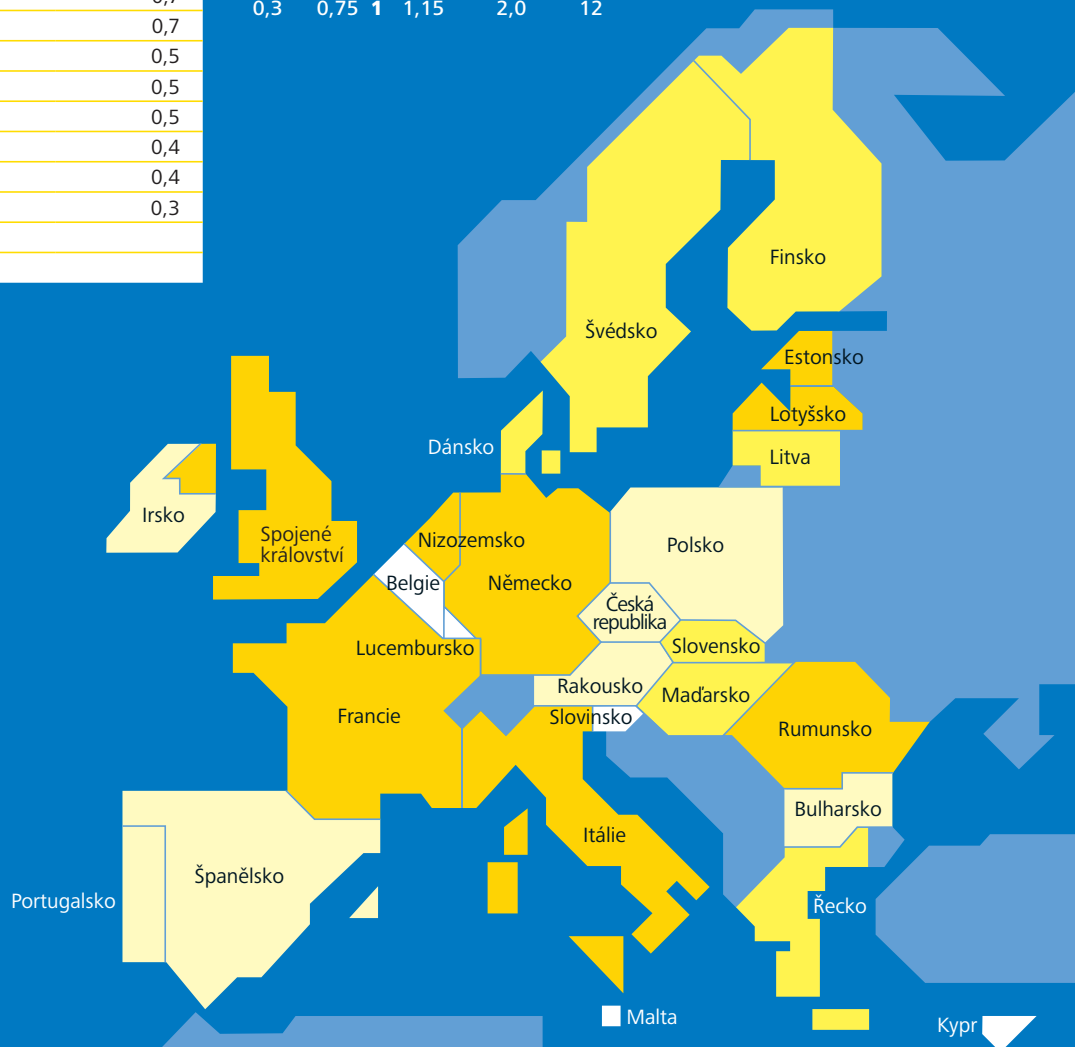 0,7
0,5
0,5
0,5
0,4
0,4
0,3
0,3 0,75 1 1,15 2,0 12
Finsko
Švédsko
Estonsko
Lotyšsko
Dánsko
Litva
Irsko
Spojené
království
Nizozemsko
Polsko
Belgie
Německo
Česká
republika
Lucembursko
Slovensko
Rakousko
Maďarsko
Francie
Slovinsko
Rumunsko
Bulharsko
Itálie
Španělsko
Portugalsko
Řecko
Malta
Kypr